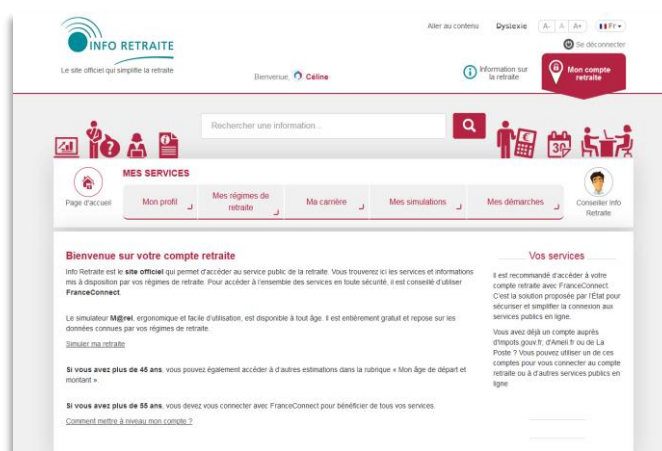 Aller au contenu Dyslexie A- A A+ Fr
INFO RETRAITE
Se déconnecter
Le site officiel qui simplifie la retraite
Bienvenue, Céline
Information sur
la retraite
Mon compte
retraite
Rechercher une information...
30
MES SERVICES
Page d'accueil
Mon profil
Mes régimes de
retraite
Ma carrière
Mes simulations
Mes démarches
Conseiller Info
Retraite
Bienvenue sur votre compte retraite
Info Retraite est le site officiel qui permet d'accéder au service public de la retraite. Vous trouverez ici les services et informations
mis à disposition par vos régimes de retraite. Pour accéder à l'ensemble des services en toute sécurité, il est conseillé d'utiliser
FranceConnect.
Le simulateur M@rel, ergonomique et facile d'utilisation, est disponible à tout âge. Il est entièrement gratuit et repose sur les
données connues par vos régimes de retraite.
Simuler ma retraite
Si vous avez plus de 45 ans, vous pouvez également accéder à d'autres estimations dans la rubrique « Mon âge de départ et
montant ».
Si vous avez plus de 55 ans, vous devez vous connecter avec FranceConnect pour bénéficier de tous vos services.
Comment mettre à niveau mon compte ?
Vos services
Il est recommandé d'accéder à votre
compte retraite avec FranceConnect.
C'est la solution proposée par l'État pour
sécuriser et simplifier la connexion aux
services publics en ligne.
Vous avez déjà un compte auprès
d'Impots.gouv.fr, d'Ameli.fr ou de La
Poste ? Vous pouvez utiliser un de ces
comptes pour vous connecter au compte
retraite ou à d'autres services publics en
ligne